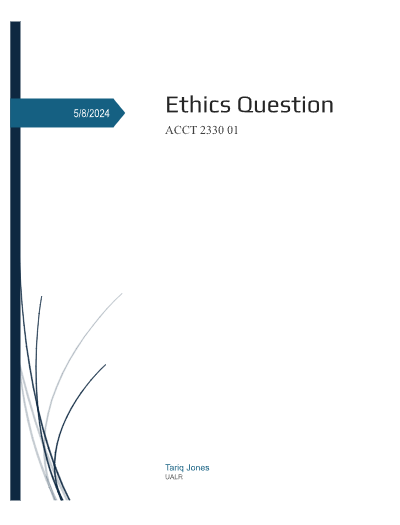 5/8/2024
Ethics Question
ACCT 2330 01
Tariq Jones
UALR